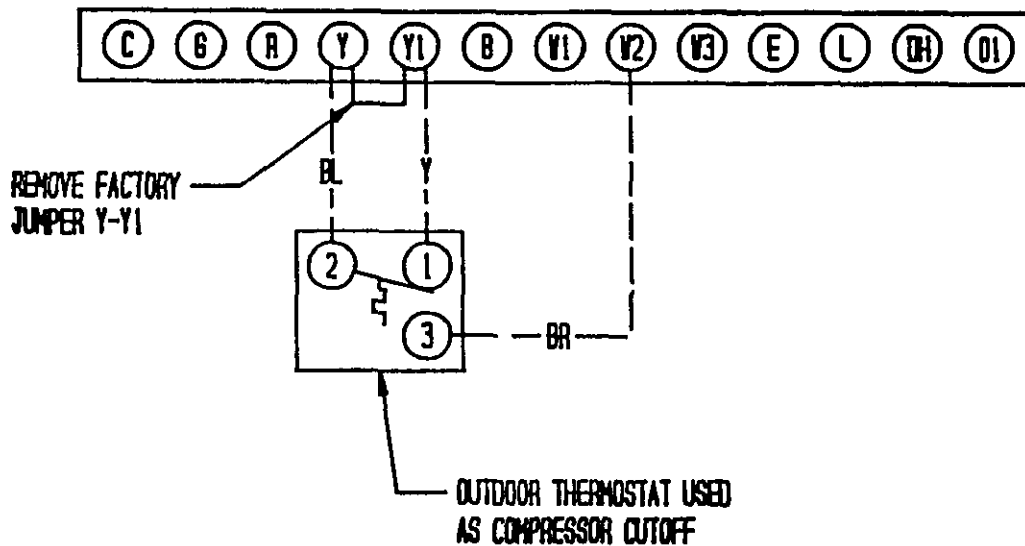 C G R Y Y1 B W1 W2 W3 E L DH O1
REMOVE FACTORY
JUMPER Y-Y1
BL Y
2 1
3 BR
OUTDOOR THERMOSTAT USED
AS COMPRESSOR CUTOFF